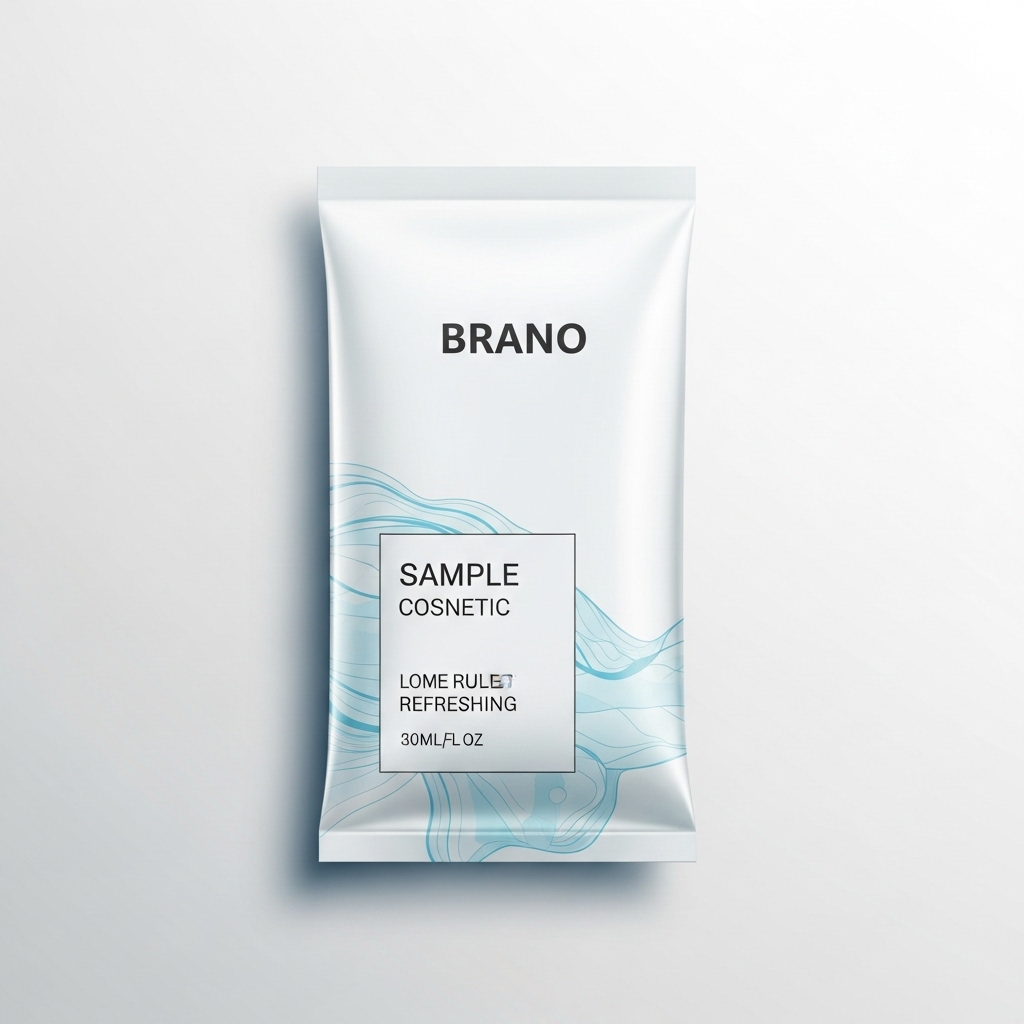 BRANO
SAMPLE
COSNETIC
LOME
REFRESHING
30ML/FL OZ